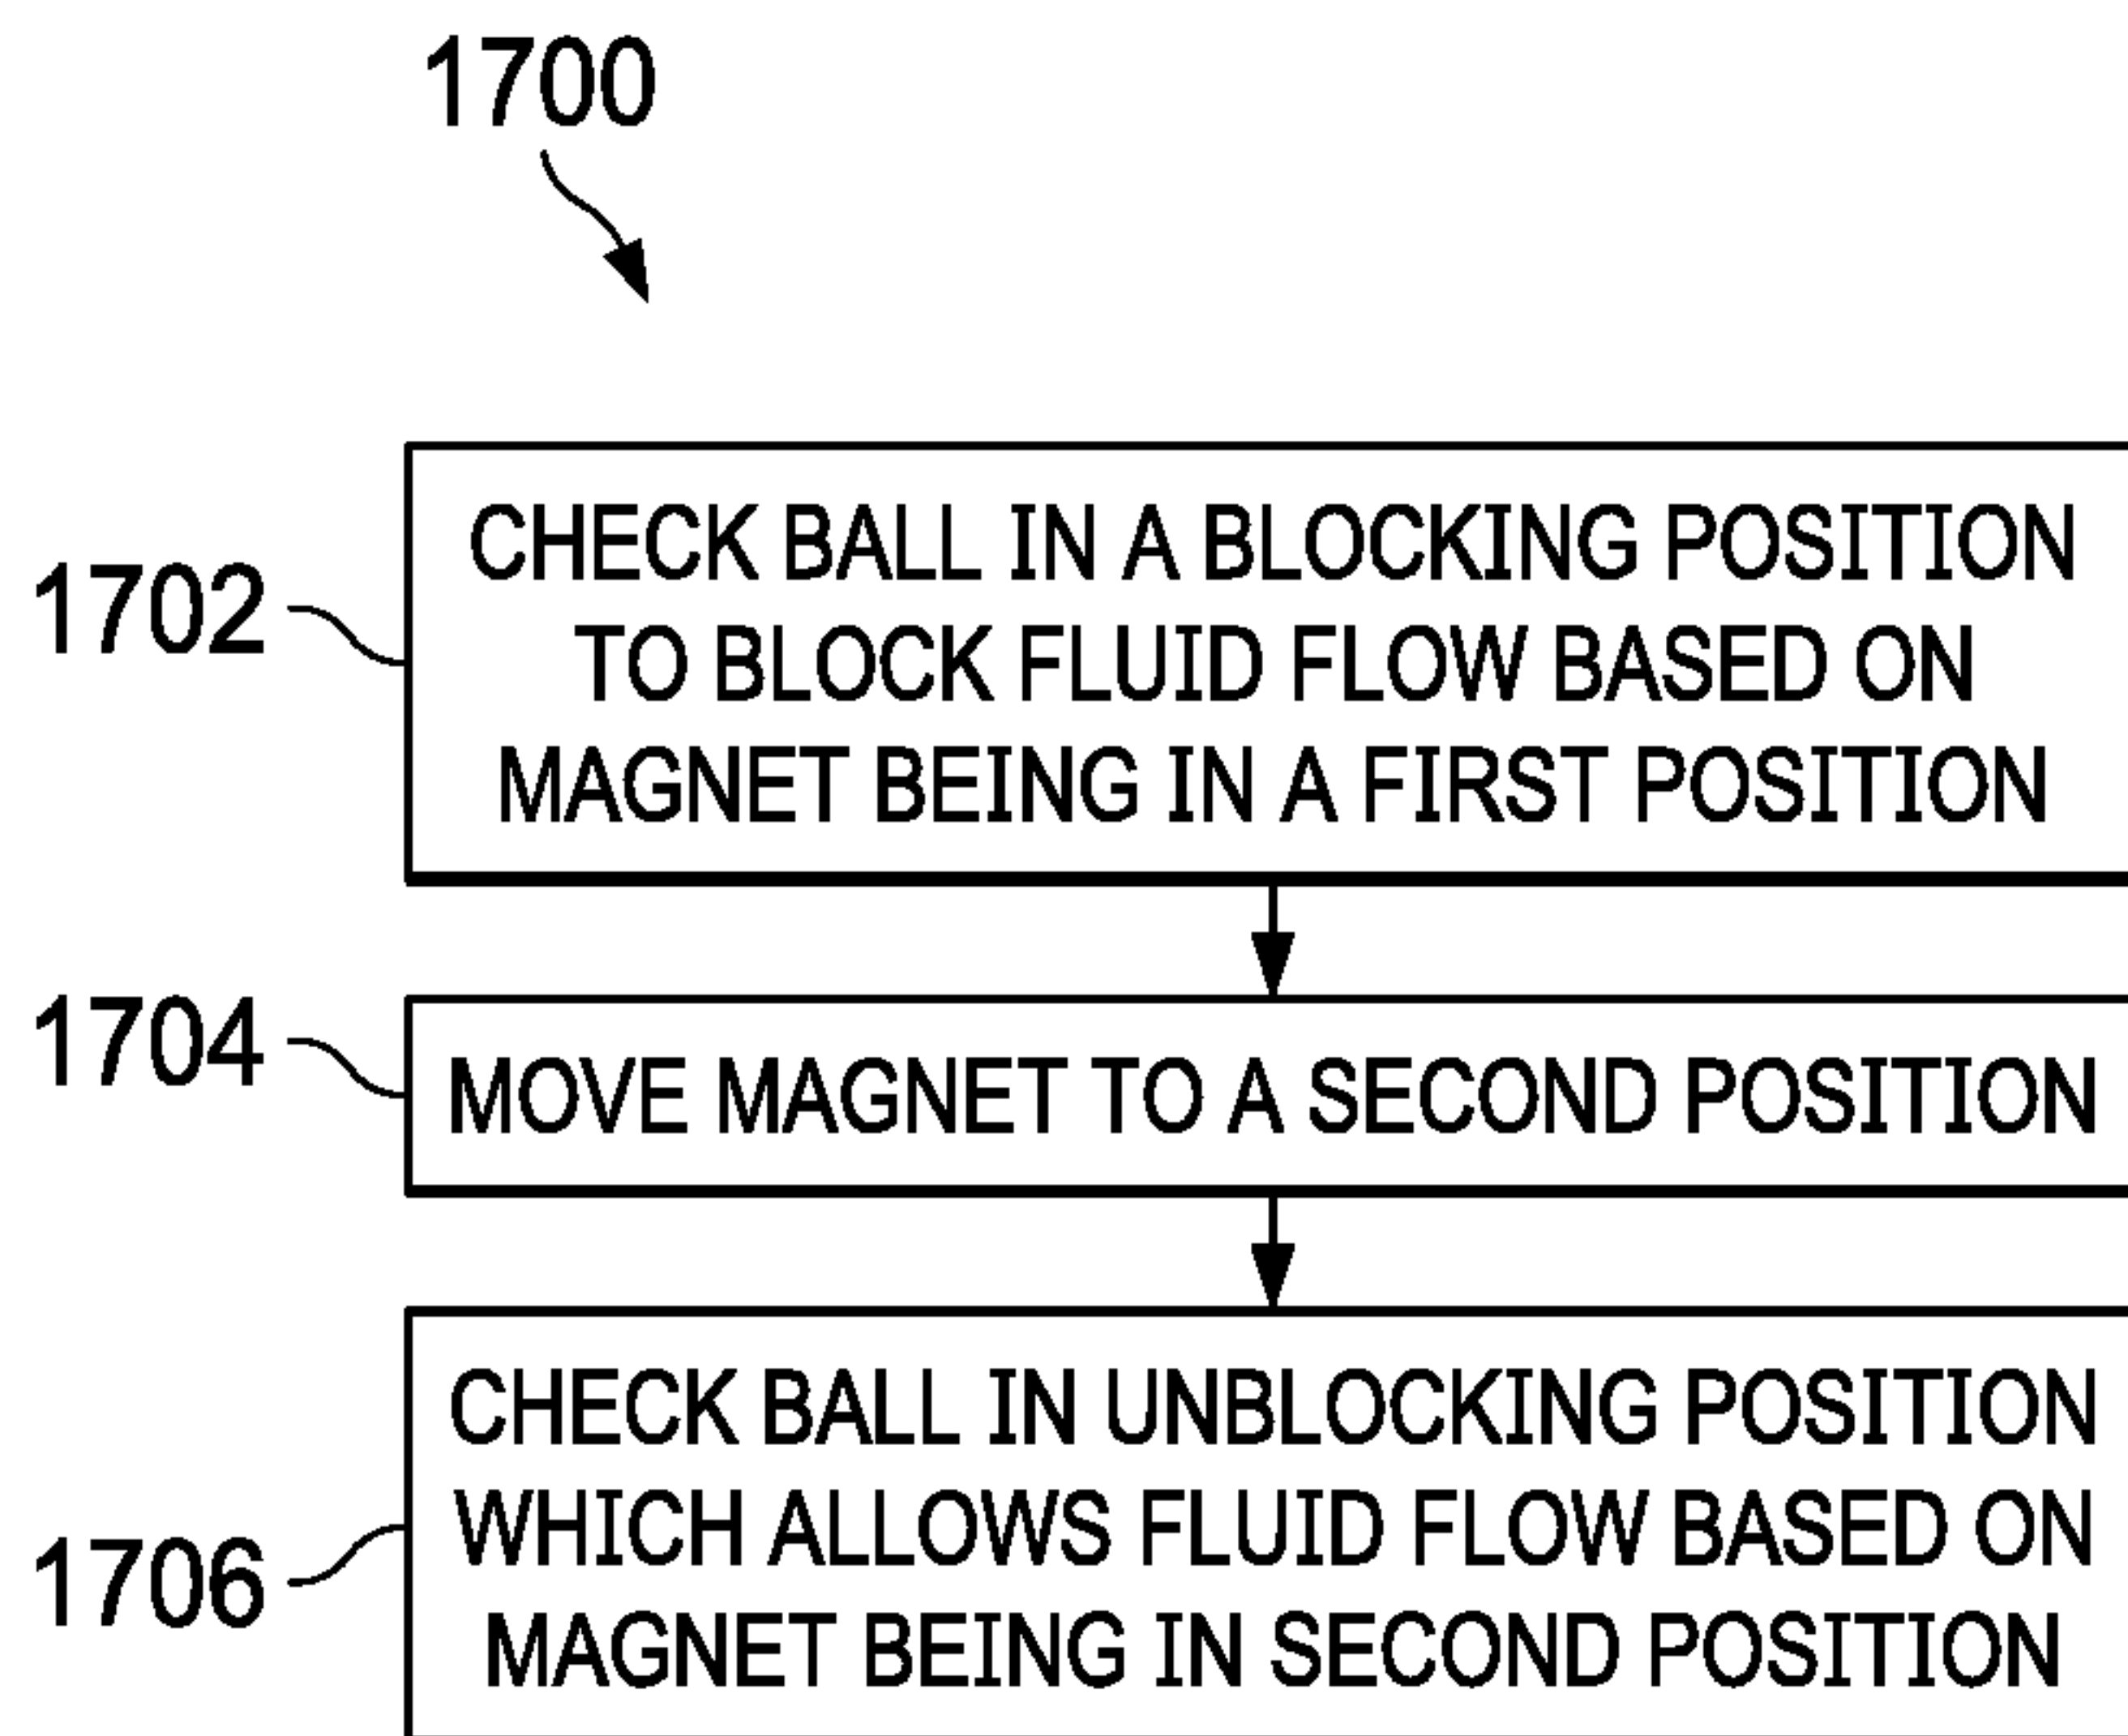 1700
1702
CHECK BALL IN A BLOCKING POSITION
TO BLOCK FLUID FLOW BASED ON
MAGNET BEING IN A FIRST POSITION
1704
MOVE MAGNET TO A SECOND POSITION
1706
CHECK BALL IN UNBLOCKING POSITION
WHICH ALLOWS FLUID FLOW BASED ON
MAGNET BEING IN SECOND POSITION